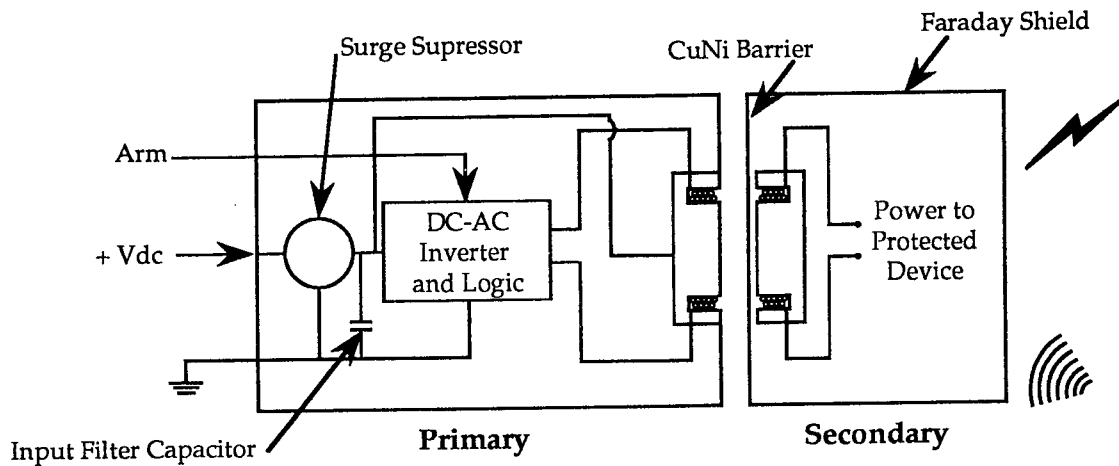 Surge Supressor
Faraday Shield
CuNi Barrier
Arm
+ Vdc
DC-AC
Inverter
and Logic
Power to
Protected
Device
Input Filter Capacitor
Primary
Secondary